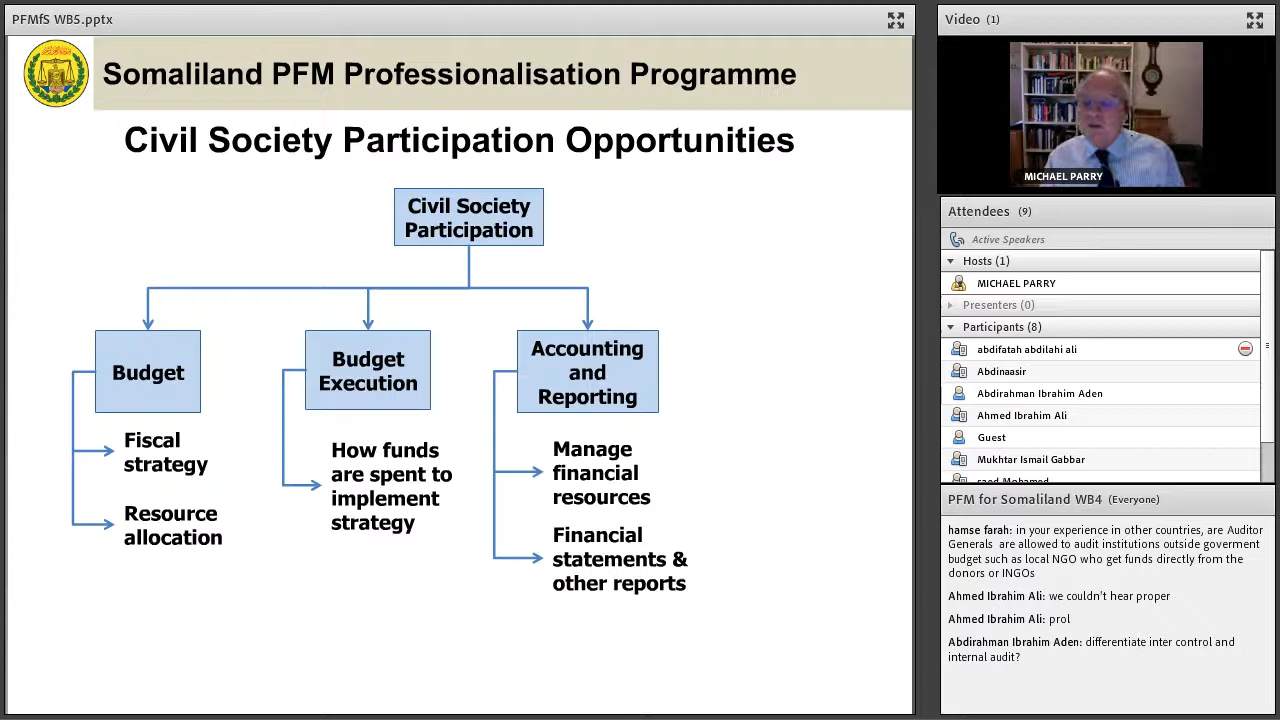 PFMfS WB5.pptx
Somaliland PFM Professionalisation Programme
Civil Society Participation Opportunities
Civil Society
Participation
Budget
Fiscal
strategy
Resource
allocation
Budget
Execution
How funds
are spent to
implement
strategy
Accounting
and
Reporting
Manage
financial
resources
Financial
statements &
other reports
Video (1)
MICHAEL PARRY
Attendees (9)
Active Speakers
Hosts (1)
MICHAEL PARRY
Presenters (0)
Participants (8)
abdifatah abdilahi ali
Abdinaasir
Abdirahman Ibrahim Aden
Ahmed Ibrahim Ali
Guest
Mukhtar Ismail Gabbar
saed Mohamed
PFM for Somaliland WB4 (Everyone)
hamse farah: in your experience in other countries, are Auditor
Generals are allowed to audit institutions outside goverment
budget such as local NGO who get funds directly from the
donors or INGOs
Ahmed Ibrahim Ali: we couldn't hear proper
Ahmed Ibrahim Ali: prol
Abdirahman Ibrahim Aden: differentiate inter control and
internal audit?